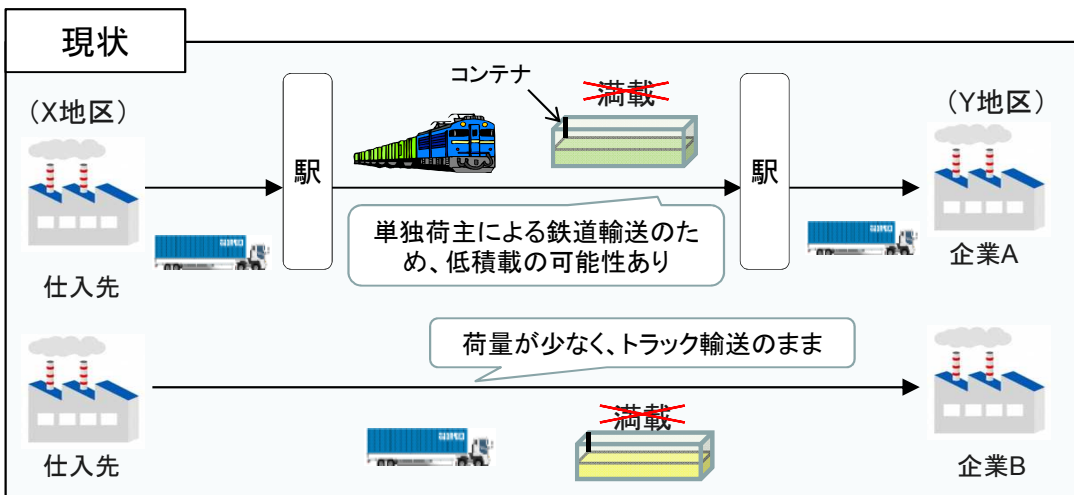 現状
コンテナ
満載
（X地区）
（Y地区）
駅
駅
単独荷主による鉄道輸送のた
め、低積載の可能性あり
仕入先
企業A
荷量が少なく、トラック輸送のまま
満載
仕入先
企業B